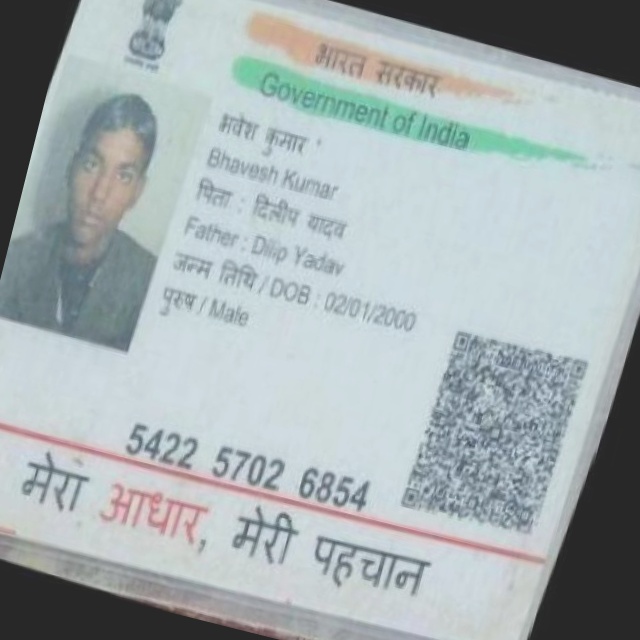 भारत सरकार
Government of India
भवेश कुमार
Bhavesh Kumar
पिता : दिलीप यादव
Father : Dilip Yadav
जन्म तिथि / DOB : 02/01/2000
पुरुष / Male
5422 5702 6854
मेरा आधार, मेरी पहचान